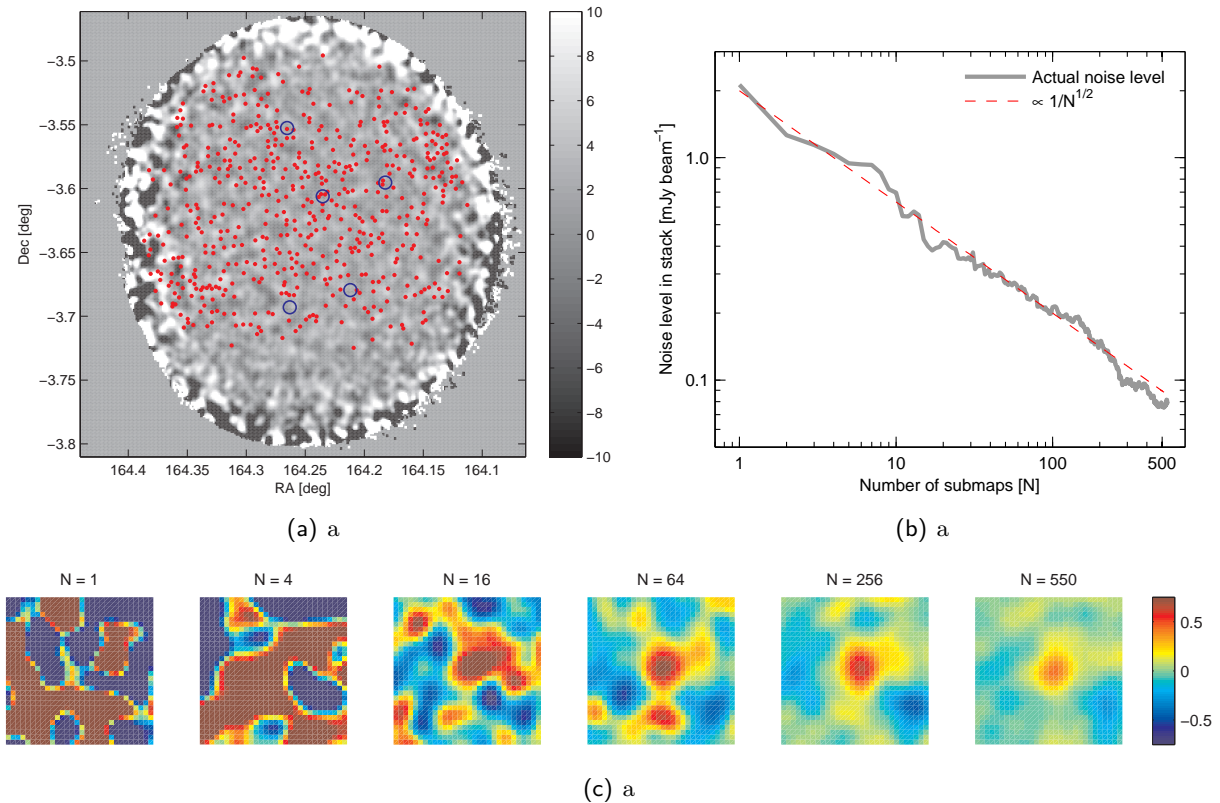 −3.5
−3.55
−3.6
−3.65
−3.7
−3.75
−3.8
Dec [deg]
164.4 164.35 164.3 164.25 164.2 164.15 164.1
RA [deg]
10
8
6
4
2
0
−2
−4
−6
−8
−10
(a) a
Actual noise level
∝ 1/N^1/2
1.0
0.1
Noise level in stack [mJy beam^−1]
1 10 100 500
Number of submaps [N]
(b) a
N = 1 N = 4 N = 16 N = 64 N = 256 N = 550
0.5
0
−0.5
(c) a